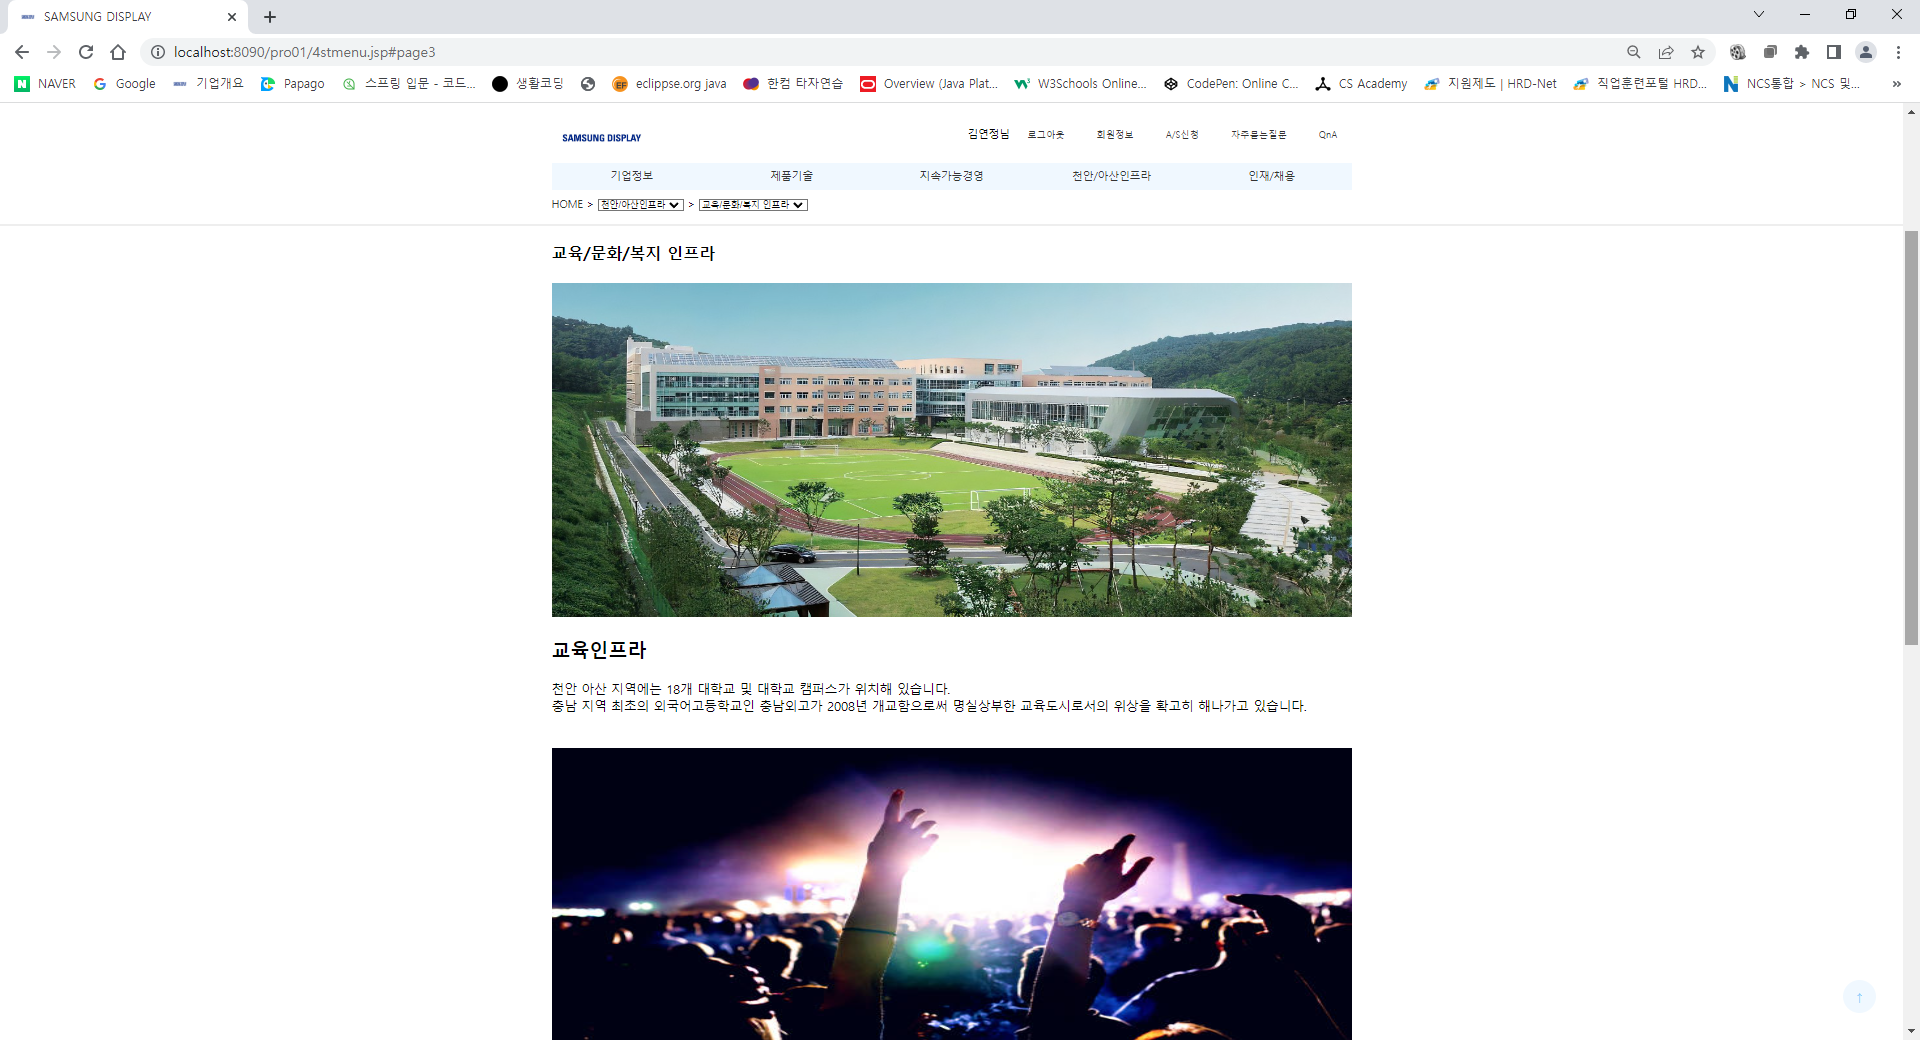 SAMSUNG DISPLAY
localhost:8090/pro01/4stmenu.jsp#page3
NAVER Google 기업개요 Papago 스프링 입문 - 코드... 생활코딩 eclippse.org java 한컴 타자연습 Overview (Java Plat... W3Schools Online... CodePen: Online C... CS Academy 지원제도 | HRD-Net 직업훈련포털 HRD... NCS통합 > NCS 및... »
SAMSUNG DISPLAY
김연정님 로그아웃 회원정보 A/S신청 자주묻는질문 QnA
기업정보 제품기술 지속가능경영 천안/아산인프라 인재/채용
HOME > 천안/아산인프라 > 교육/문화/복지 인프라
교육/문화/복지 인프라
교육인프라
천안 아산 지역에는 18개 대학교 및 대학교 캠퍼스가 위치해 있습니다.
충남 지역 최초의 외국어고등학교인 충남외고가 2008년 개교함으로써 명실상부한 교육도시로서의 위상을 확고히 해나가고 있습니다.
↑